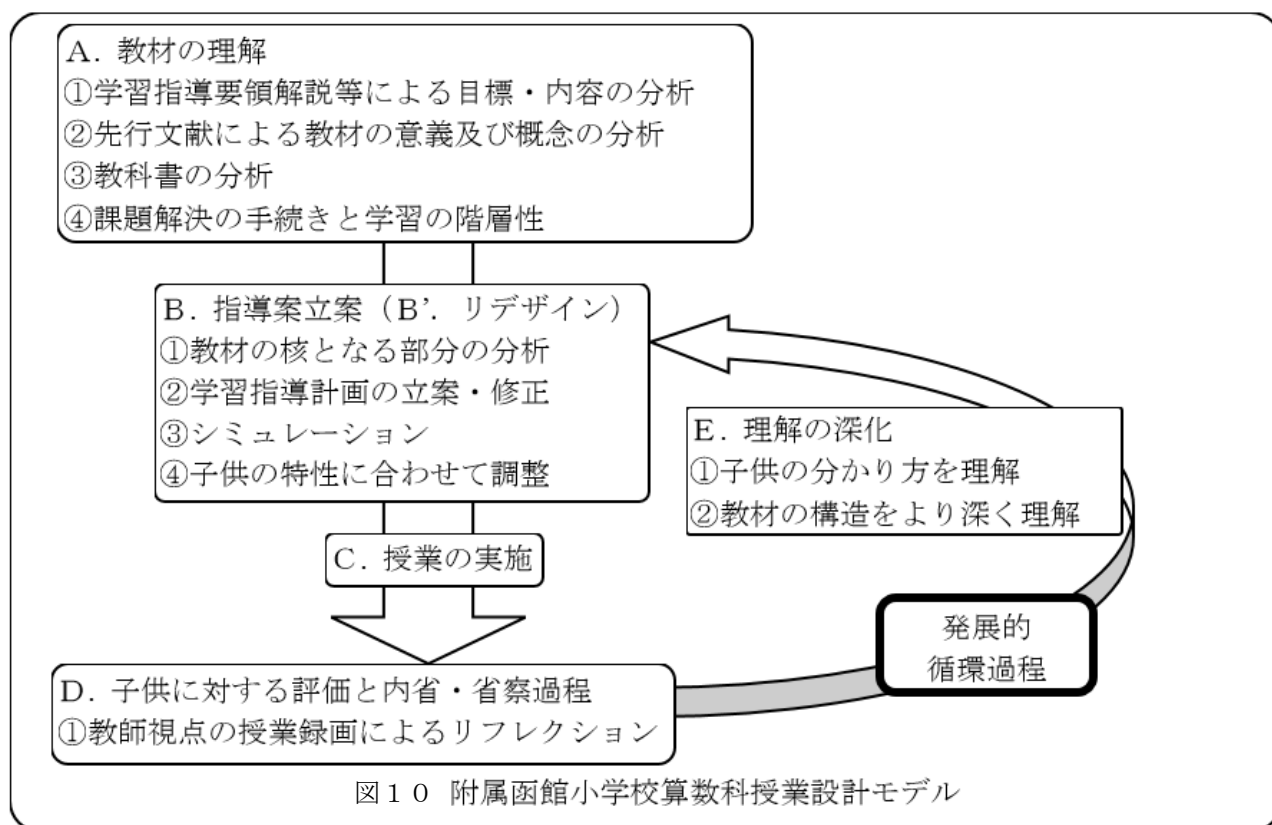 A. 教材の理解
①学習指導要領解説等による目標・内容の分析
②先行文献による教材の意義及び概念の分析
③教科書の分析
④課題解決の手続きと学習の階層性
B. 指導案立案（B’. リデザイン）
①教材の核となる部分の分析
②学習指導計画の立案・修正
③シミュレーション
④子供の特性に合わせて調整
C. 授業の実施
D. 子供に対する評価と内省・省察過程
①教師視点の授業録画によるリフレクション
E. 理解の深化
①子供の分かり方を理解
②教材の構造をより深く理解
発展的
循環過程
図１０ 附属函館小学校算数科授業設計モデル